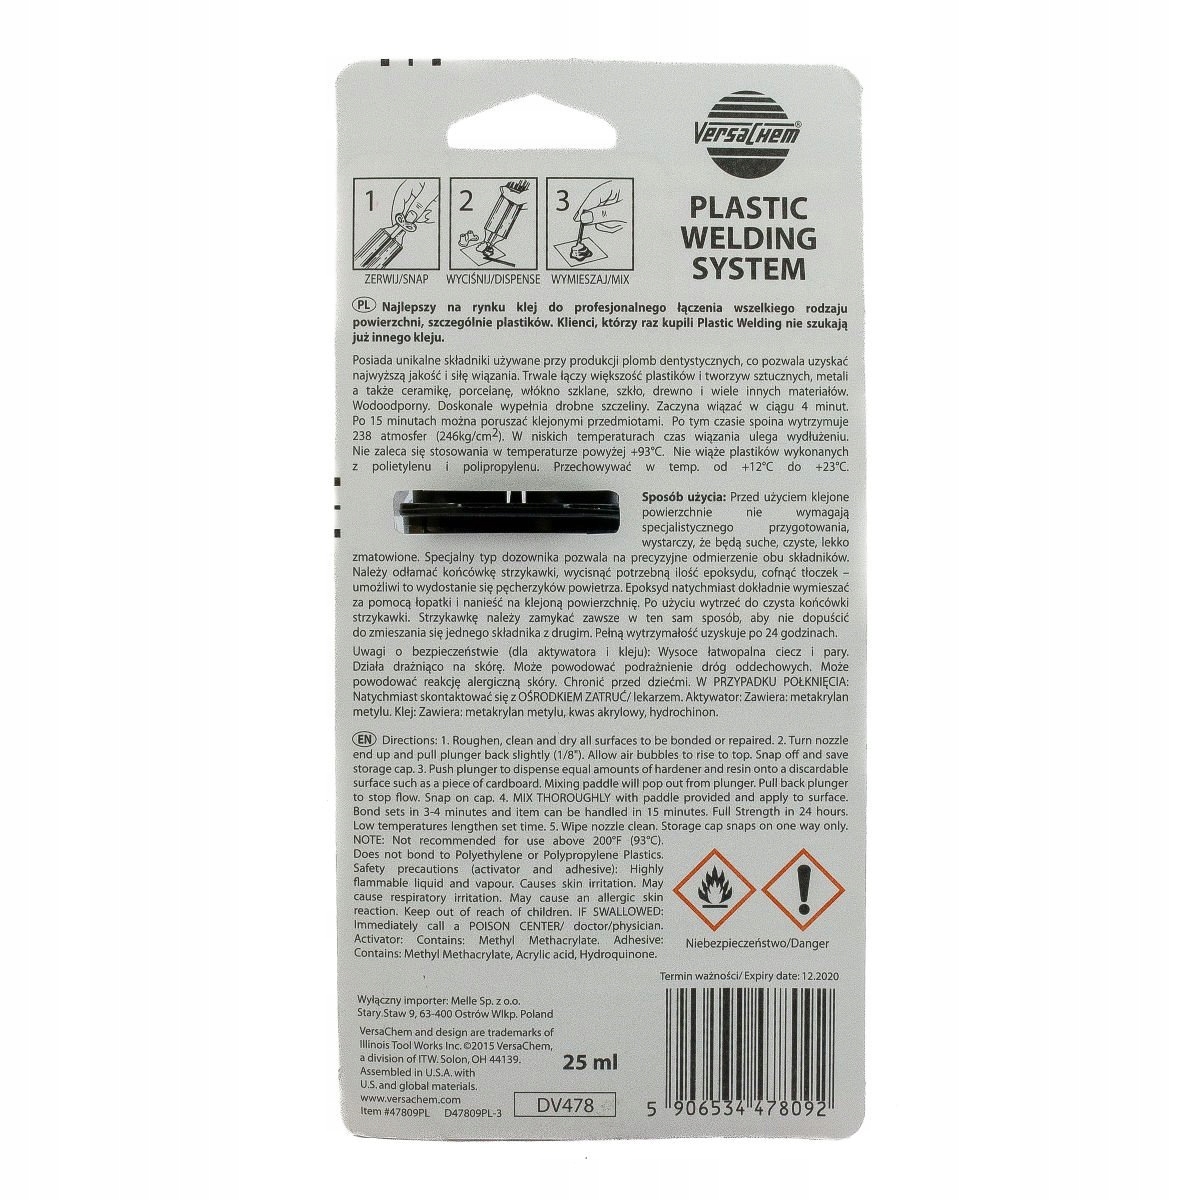 VERSACHEM®
PLASTIC
WELDING
SYSTEM
1
2
3
ZERWIJ/SNAP
WYCIŚNIJ/DISPENSE
WYMIESZAJ/MIX
PL Najlepszy na rynku klej do profesjonalnego łączenia wszelkiego rodzaju
powierzchni, szczególnie plastików. Klienci, którzy raz kupili Plastic Welding nie szukają
już innego kleju.
Posiada unikalne składniki używane przy produkcji plomb dentystycznych, co pozwala uzyskać
najwyższą jakość i siłę wiązania. Trwale łączy większość plastików i tworzyw sztucznych, metali
a także ceramikę, porcelanę, włókno szklane, szkło, drewno i wiele innych materiałów.
Wodoodporny. Doskonale wypełnia drobne szczeliny. Zaczyna wiązać w ciągu 4 minut.
Po 15 minutach można poruszać klejonymi przedmiotami. Po tym czasie spoina wytrzymuje
238 atmosfer (246kg/cm²). W niskich temperaturach czas wiązania ulega wydłużeniu.
Nie zaleca się stosowania w temperaturze powyżej +93°C. Nie wiąże plastików wykonanych
z polietylenu i polipropylenu. Przechowywać w temp. od +12°C do +23°C.
Sposób użycia: Przed użyciem klejone
powierzchnie nie wymagają
specjalistycznego przygotowania,
wystarczy, że będą suche, czyste, lekko
zmatowione. Specjalny typ dozownika pozwala na precyzyjne odmierzenie obu składników.
Należy odłamać końcówkę strzykawki, wycisnąć potrzebną ilość epoksydu, cofnąć tłoczek –
umożliwi to wydostanie się pęcherzyków powietrza. Epoksyd natychmiast dokładnie wymieszać
za pomocą łopatki i nanieść na klejoną powierzchnię. Po użyciu wytrzeć do czysta końcówki
strzykawki. Strzykawkę należy zamykać zawsze w ten sam sposób, aby nie dopuścić
do zmieszania się jednego składnika z drugim. Pełną wytrzymałość uzyskuje po 24 godzinach.
Uwagi o bezpieczeństwie (dla aktywatora i kleju): Wysoce łatwopalna ciecz i pary.
Działa drażniąco na skórę. Może powodować podrażnienie dróg oddechowych. Może
powodować reakcję alergiczną skóry. Chronić przed dziećmi. W PRZYPADKU POŁKNIĘCIA:
Natychmiast skontaktować się z OŚRODKIEM ZATRUĆ/ lekarzem. Aktywator: Zawiera: metakrylan
metylu. Klej: Zawiera: metakrylan metylu, kwas akrylowy, hydrochinon.
EN Directions: 1. Roughen, clean and dry all surfaces to be bonded or repaired. 2. Turn nozzle
end up and pull plunger back slightly (1/8"). Allow air bubbles to rise to top. Snap off and save
storage cap. 3. Push plunger to dispense equal amounts of hardener and resin onto a discardable
surface such as a piece of cardboard. Mixing paddle will pop out from plunger. Pull back plunger
to stop flow. Snap on cap. 4. MIX THOROUGHLY with paddle provided and apply to surface.
Bond sets in 3-4 minutes and item can be handled in 15 minutes. Full Strength in 24 hours.
Low temperatures lengthen set time. 5. Wipe nozzle clean. Storage cap snaps on one way only.
NOTE: Not recommended for use above 200°F (93°C).
Does not bond to Polyethylene or Polypropylene Plastics.
Safety precautions (activator and adhesive): Highly
flammable liquid and vapour. Causes skin irritation. May
cause respiratory irritation. May cause an allergic skin
reaction. Keep out of reach of children. IF SWALLOWED:
Immediately call a POISON CENTER/ doctor/physician.
Activator: Contains: Methyl Methacrylate. Adhesive:
Contains: Methyl Methacrylate, Acrylic acid, Hydroquinone.
Niebezpieczeństwo/Danger
Termin ważności/ Expiry date: 12.2020
Wyłączny importer: Melle Sp. z o.o.
Stary Staw 9, 63-400 Ostrów Wlkp. Poland
VersaChem and design are trademarks of
Illinois Tool Works Inc. ©2015 VersaChem,
a division of ITW. Solon, OH 44139.
Assembled in U.S.A. with
U.S. and global materials.
www.versachem.com
Item #47809PL D47809PL-3
25 ml
DV478
5 906534 478092